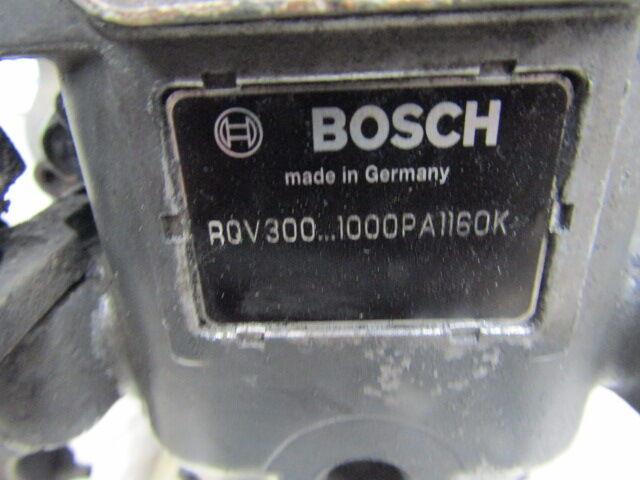 BOSCH
made in Germany
RQV300...1000PA1160K